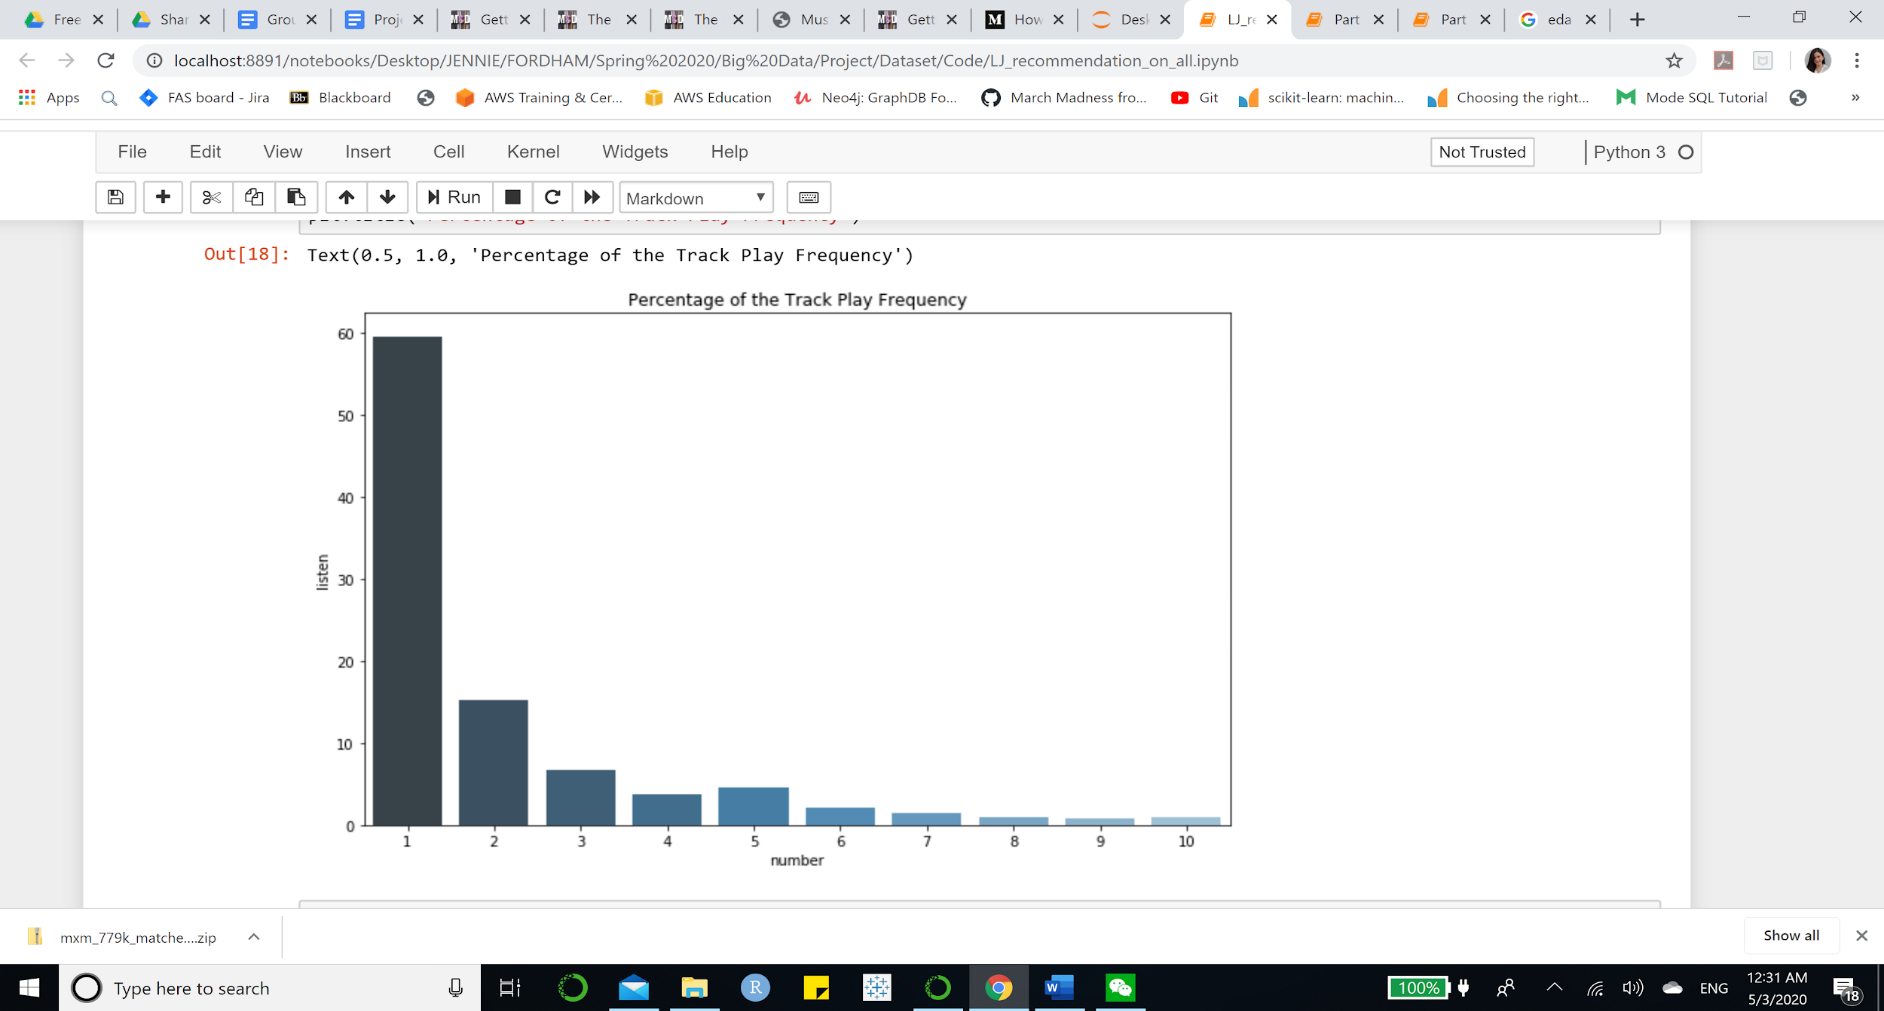 Free
Shar
Grou
Proje
Gett
The
The
Mus
Gett
How
Desk
LJ_re
Part
Part
eda
localhost:8891/notebooks/Desktop/JENNIE/FORDHAM/Spring%202020/Big%20Data/Project/Dataset/Code/LJ_recommendation_on_all.ipynb
Apps FAS board - Jira Bb Blackboard AWS Training & Cer... AWS Education Neo4j: GraphDB Fo... March Madness fro... Git scikit-learn: machin... Choosing the right... Mode SQL Tutorial »
File Edit View Insert Cell Kernel Widgets Help Not Trusted Python 3
Run Markdown
Out[18]: Text(0.5, 1.0, 'Percentage of the Track Play Frequency')
Percentage of the Track Play Frequency
60
50
40
30
20
10
0
listen
1 2 3 4 5 6 7 8 9 10
number
mxm_779k_matche....zip Show all
Type here to search
R
W
100%
ENG
12:31 AM
5/3/2020
18